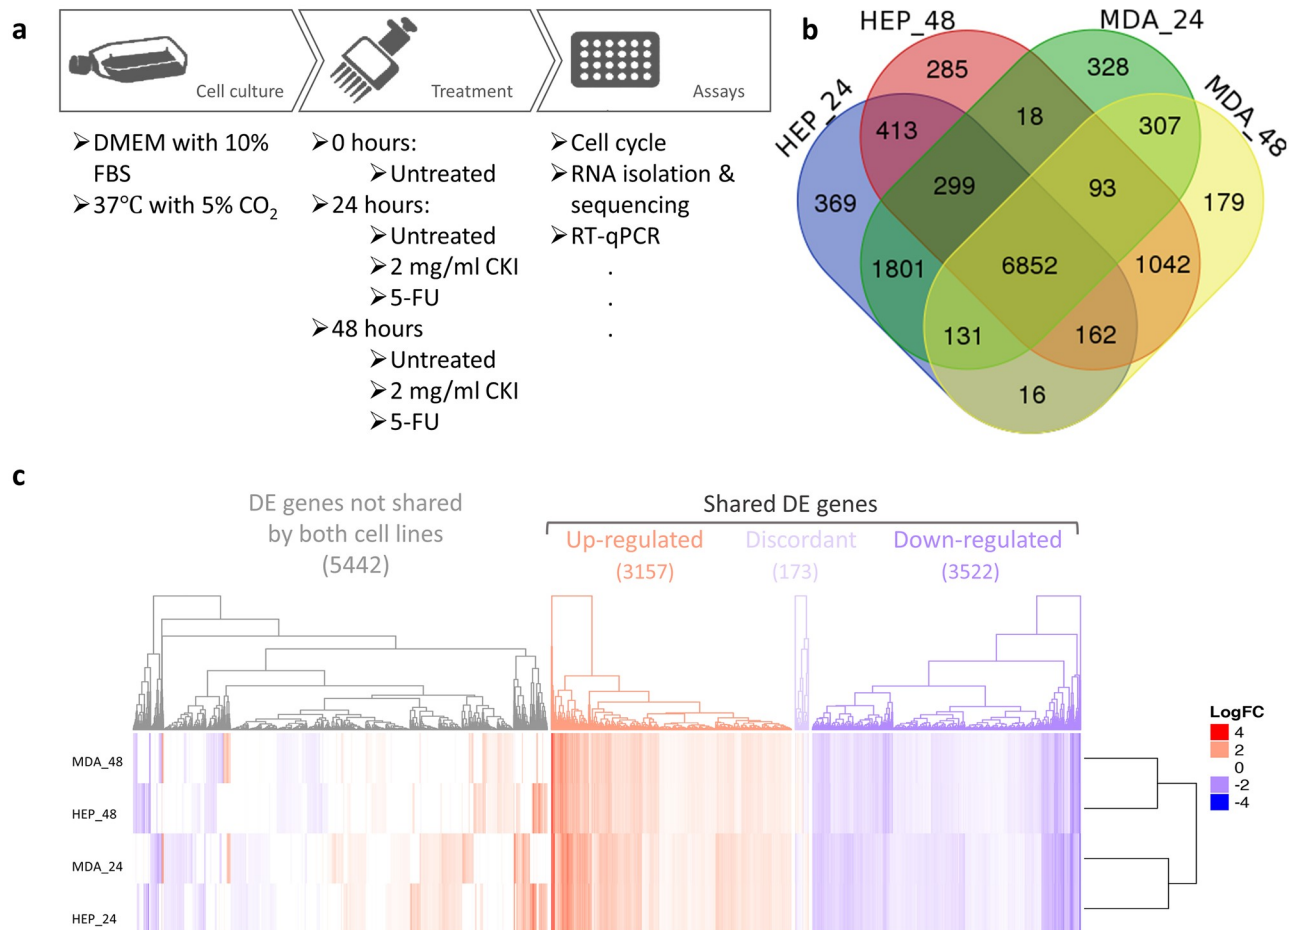 a
Cell culture
Treatment
Assays
➢DMEM with 10%
FBS
➢37℃ with 5% CO₂
➢0 hours:
➢Untreated
➢24 hours:
➢Untreated
➢2 mg/ml CKI
➢5-FU
➢48 hours
➢Untreated
➢2 mg/ml CKI
➢5-FU
➢Cell cycle
➢RNA isolation &
sequencing
➢RT-qPCR
.
.
.
b
HEP_48
MDA_24
HEP_24
MDA_48
285
328
413
18
307
369
299
93
179
1801
6852
1042
131
162
16
c
DE genes not shared
by both cell lines
(5442)
Shared DE genes
Up-regulated
(3157)
Discordant
(173)
Down-regulated
(3522)
MDA_48
HEP_48
MDA_24
HEP_24
LogFC
4
2
0
-2
-4